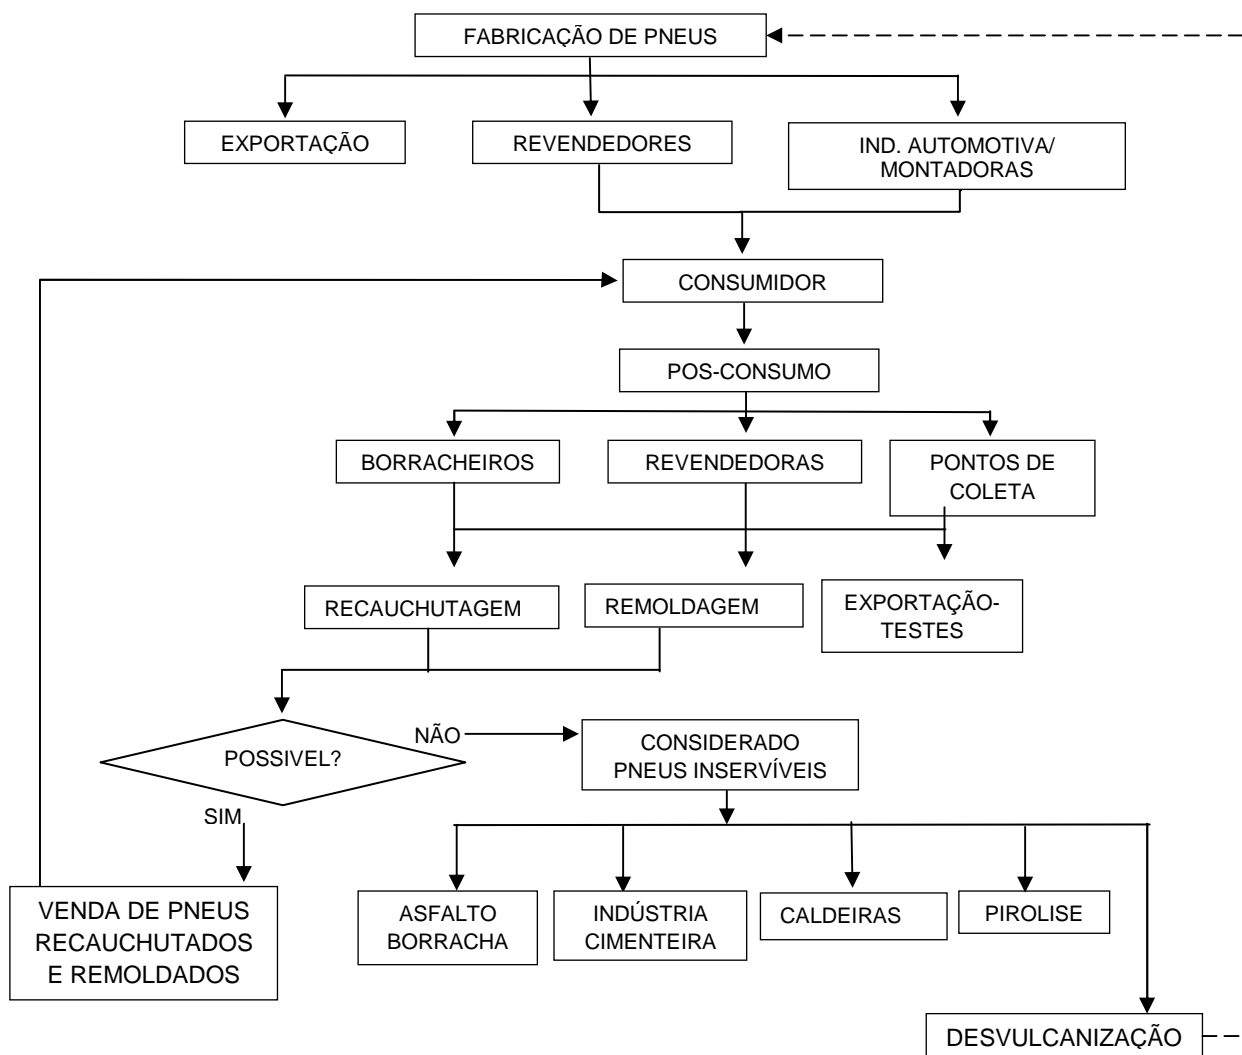 FABRICAÇÃO DE PNEUS
EXPORTAÇÃO
REVENDEDORES
IND. AUTOMOTIVA/
MONTADORAS
CONSUMIDOR
POS-CONSUMO
BORRACHEIROS
REVENDEDORAS
PONTOS DE
COLETA
RECAUCHUTAGEM
REMOLDAGEM
EXPORTAÇÃO-
TESTES
POSSIVEL?
NÃO
CONSIDERADO
PNEUS INSERVÍVEIS
SIM
VENDA DE PNEUS
RECAUCHUTADOS
E REMOLDADOS
ASFALTO
BORRACHA
INDÚSTRIA
CIMENTEIRA
CALDEIRAS
PIROLISE
DESVULCANIZAÇÃO